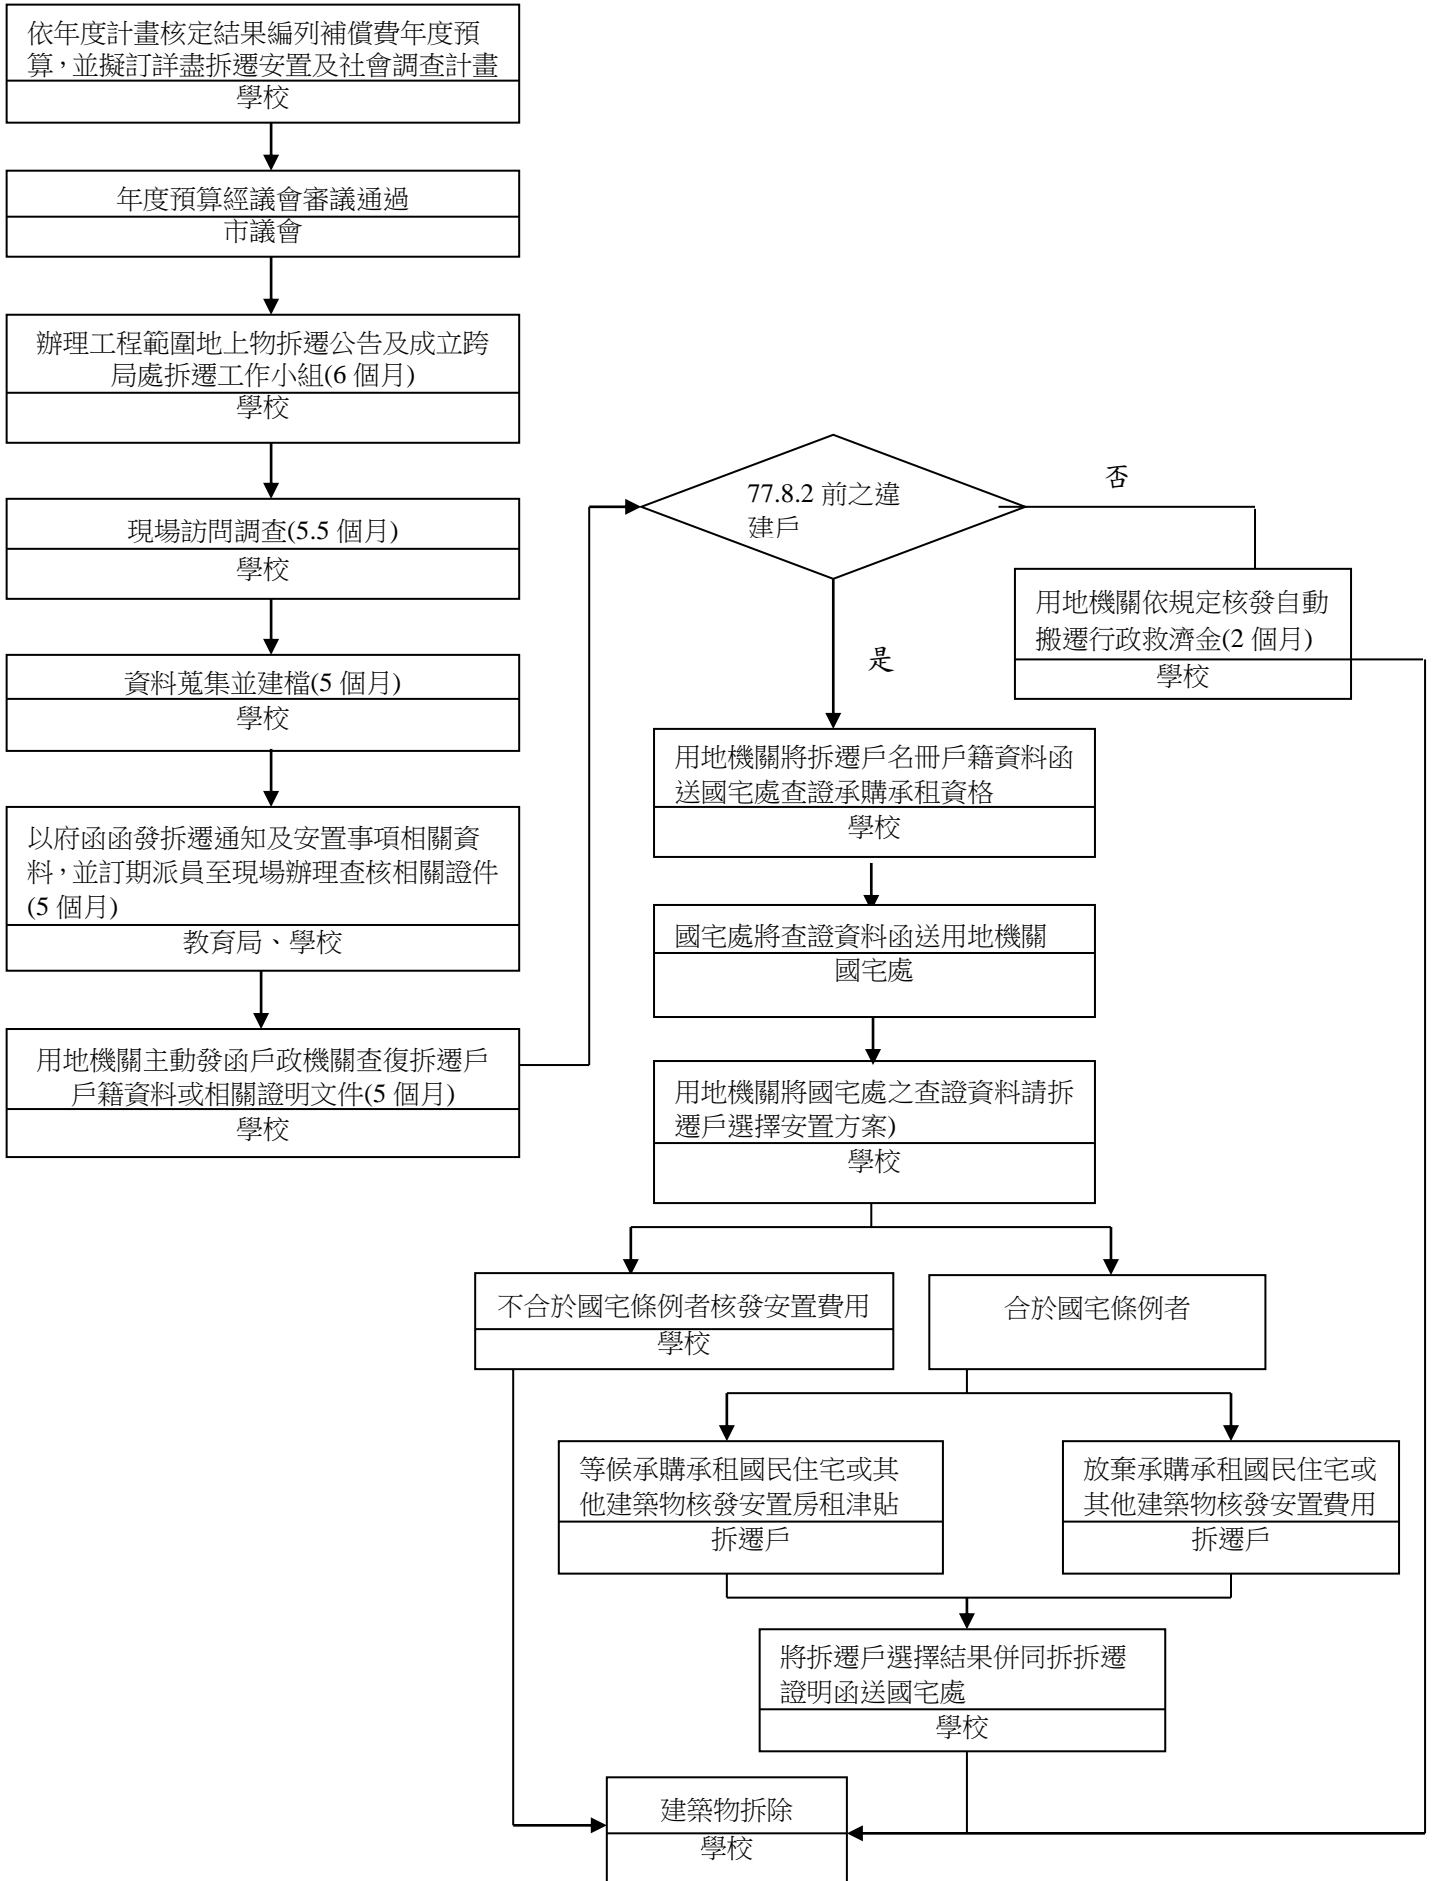 依年度計畫核定結果編列補償費年度預
算，並擬訂詳盡拆遷安置及社會調查計畫
學校
年度預算經議會審議通過
市議會
辦理工程範圍地上物拆遷公告及成立跨
局處拆遷工作小組(6 個月)
學校
現場訪問調查(5.5 個月)
學校
資料蒐集並建檔(5 個月)
學校
以府函函發拆遷通知及安置事項相關資
料，並訂期派員至現場辦理查核相關證件
(5 個月)
教育局、學校
用地機關主動發函戶政機關查復拆遷戶
戶籍資料或相關證明文件(5 個月)
學校
77.8.2 前之違
建戶
否
是
用地機關依規定核發自動
搬遷行政救濟金(2 個月)
學校
用地機關將拆遷戶名冊戶籍資料函
送國宅處查證承購承租資格
學校
國宅處將查證資料函送用地機關
國宅處
用地機關將國宅處之查證資料請拆
遷戶選擇安置方案)
學校
不合於國宅條例者核發安置費用
學校
合於國宅條例者
等候承購承租國民住宅或其
他建築物核發安置房租津貼
拆遷戶
放棄承購承租國民住宅或
其他建築物核發安置費用
拆遷戶
將拆遷戶選擇結果併同拆拆遷
證明函送國宅處
學校
建築物拆除
學校